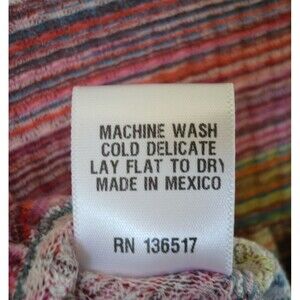 MACHINE WASH
COLD DELICATE
LAY FLAT TO DRY
MADE IN MEXICO
RN 136517